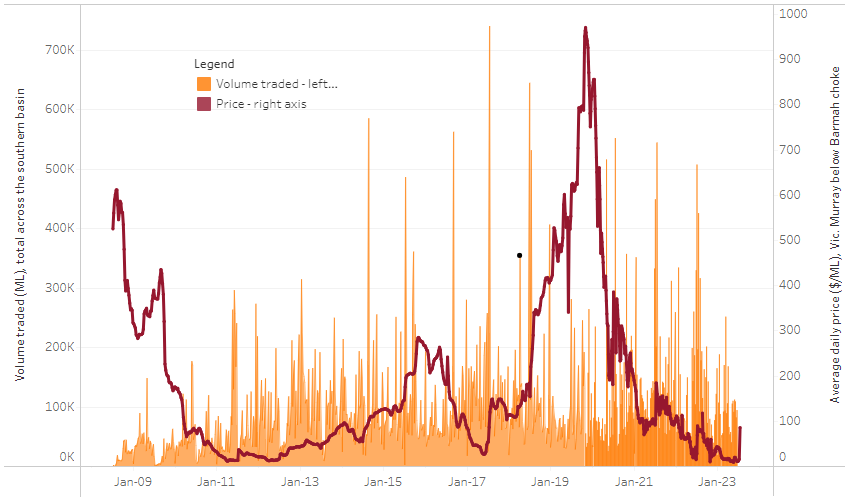 Legend
Volume traded - left...
Price - right axis
Volume traded (ML), total across the southern basin
700K
600K
500K
400K
300K
200K
100K
0K
1000
900
800
700
600
500
400
300
200
100
0
Average daily price ($/ML), Vic. Murray below Barmah choke
Jan-09
Jan-11
Jan-13
Jan-15
Jan-17
Jan-19
Jan-21
Jan-23